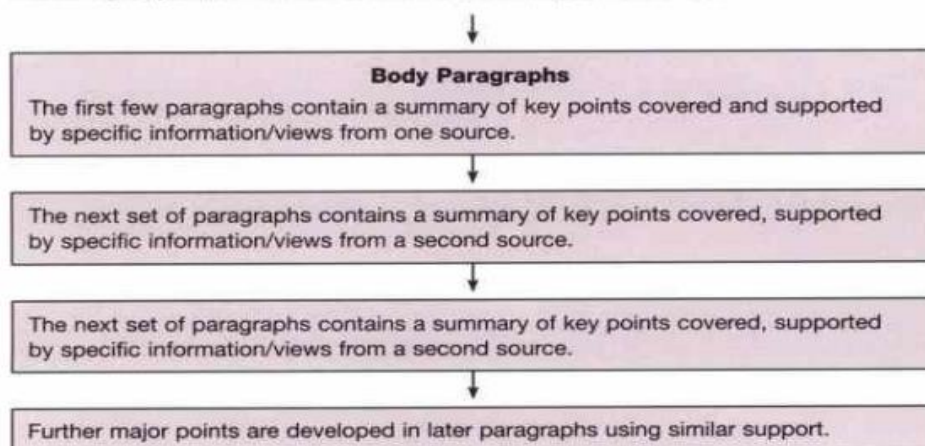 Body Paragraphs
The first few paragraphs contain a summary of key points covered and supported
by specific information/views from one source.
The next set of paragraphs contains a summary of key points covered, supported
by specific information/views from a second source.
The next set of paragraphs contains a summary of key points covered, supported
by specific information/views from a second source.
Further major points are developed in later paragraphs using similar support.